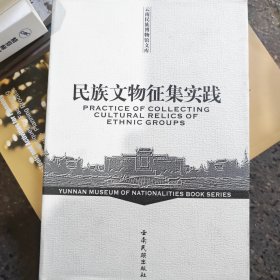 云南民族博物馆文库
民族文物征集实践
PRACTICE OF COLLECTING
CULTURAL RELICS OF
ETHNIC GROUPS
YUNNAN MUSEUM OF NATIONALITIES BOOK SERIES
云南民族出版社